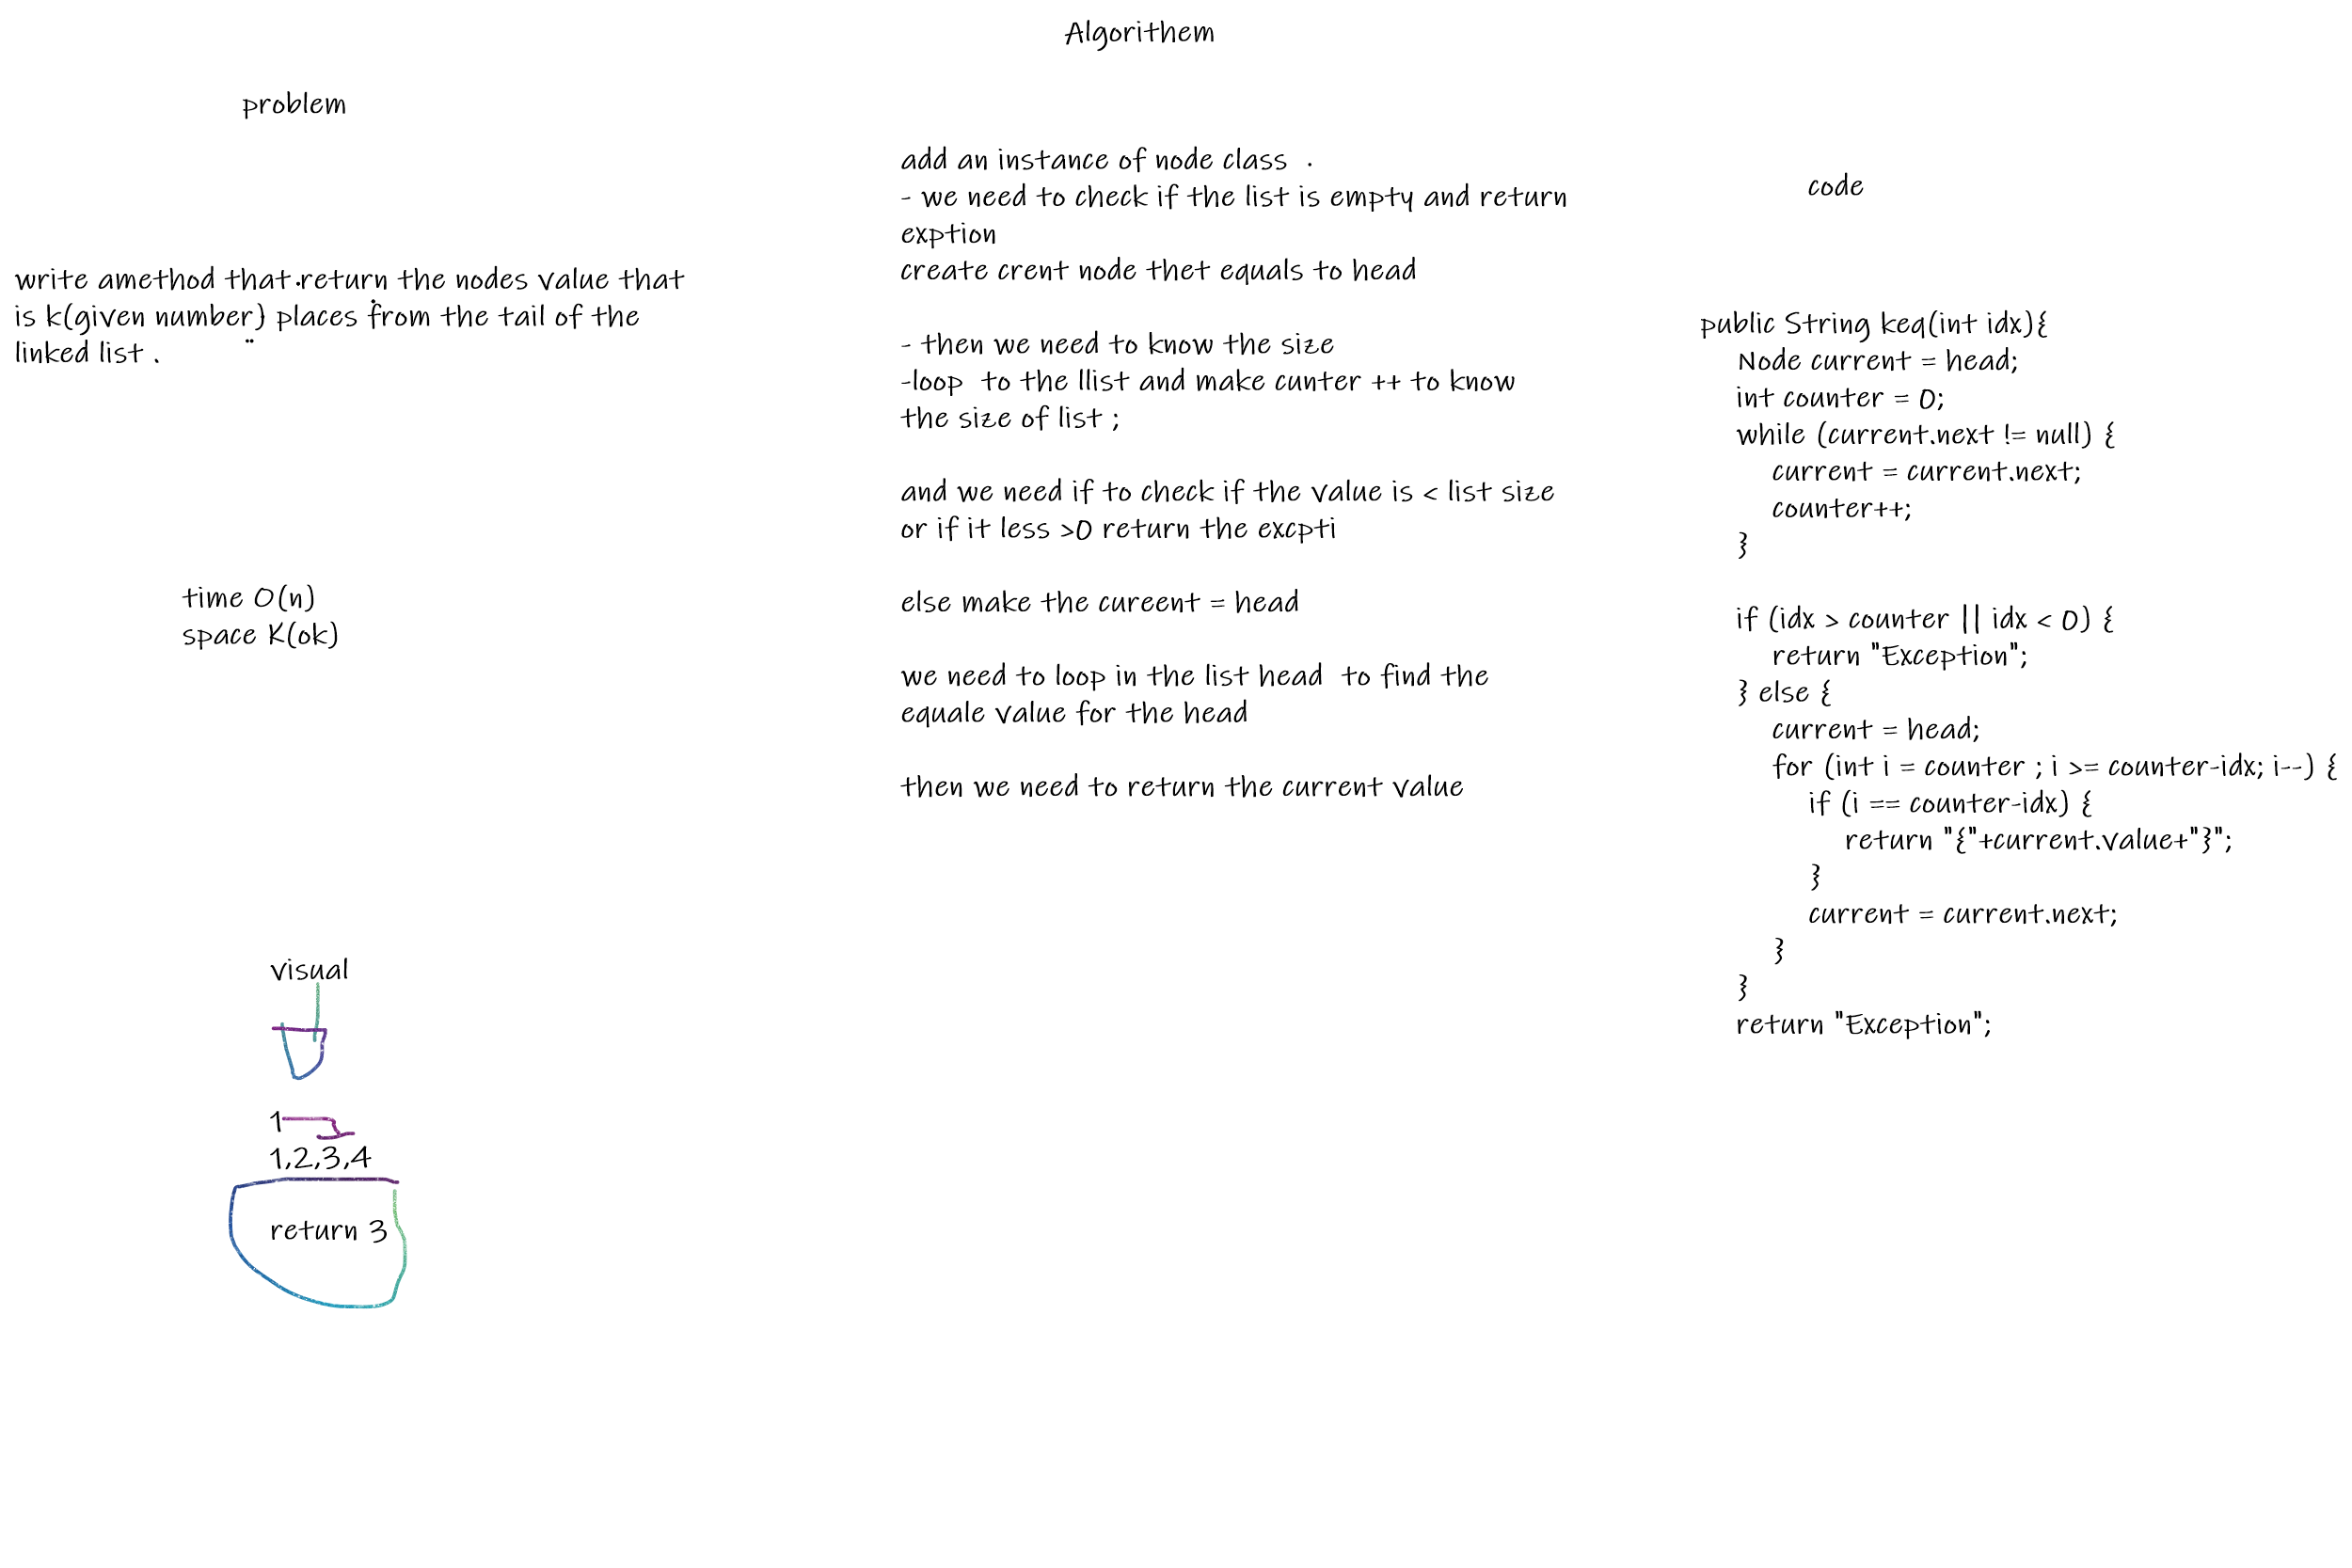 Algorithem
problem
write amethod that.return the nodes value that
is k(given number) places from the tail of the
linked list .
time O(n)
space K(ok)
visual
1
1,2,3,4
return 3
add an instance of node class .
- we need to check if the list is empty and return
exption
create crent node thet equals to head
- then we need to know the size
-loop  to the llist and make cunter ++ to know
the size of list ;
and we need if to check if the value is < list size
or if it less >0 return the excpti
else make the cureent = head
we need to loop in the list head  to find the
equale value for the head
then we need to return the current value
code
public String keq(int idx){
Node current = head;
int counter = 0;
while (current.next != null) {
current = current.next;
counter++;
}
if (idx > counter || idx < 0) {
return "Exception";
} else {
current = head;
for (int i = counter ; i >= counter-idx; i--) {
if (i == counter-idx) {
return "{"+current.value+"}";
}
current = current.next;
}
}
return "Exception";